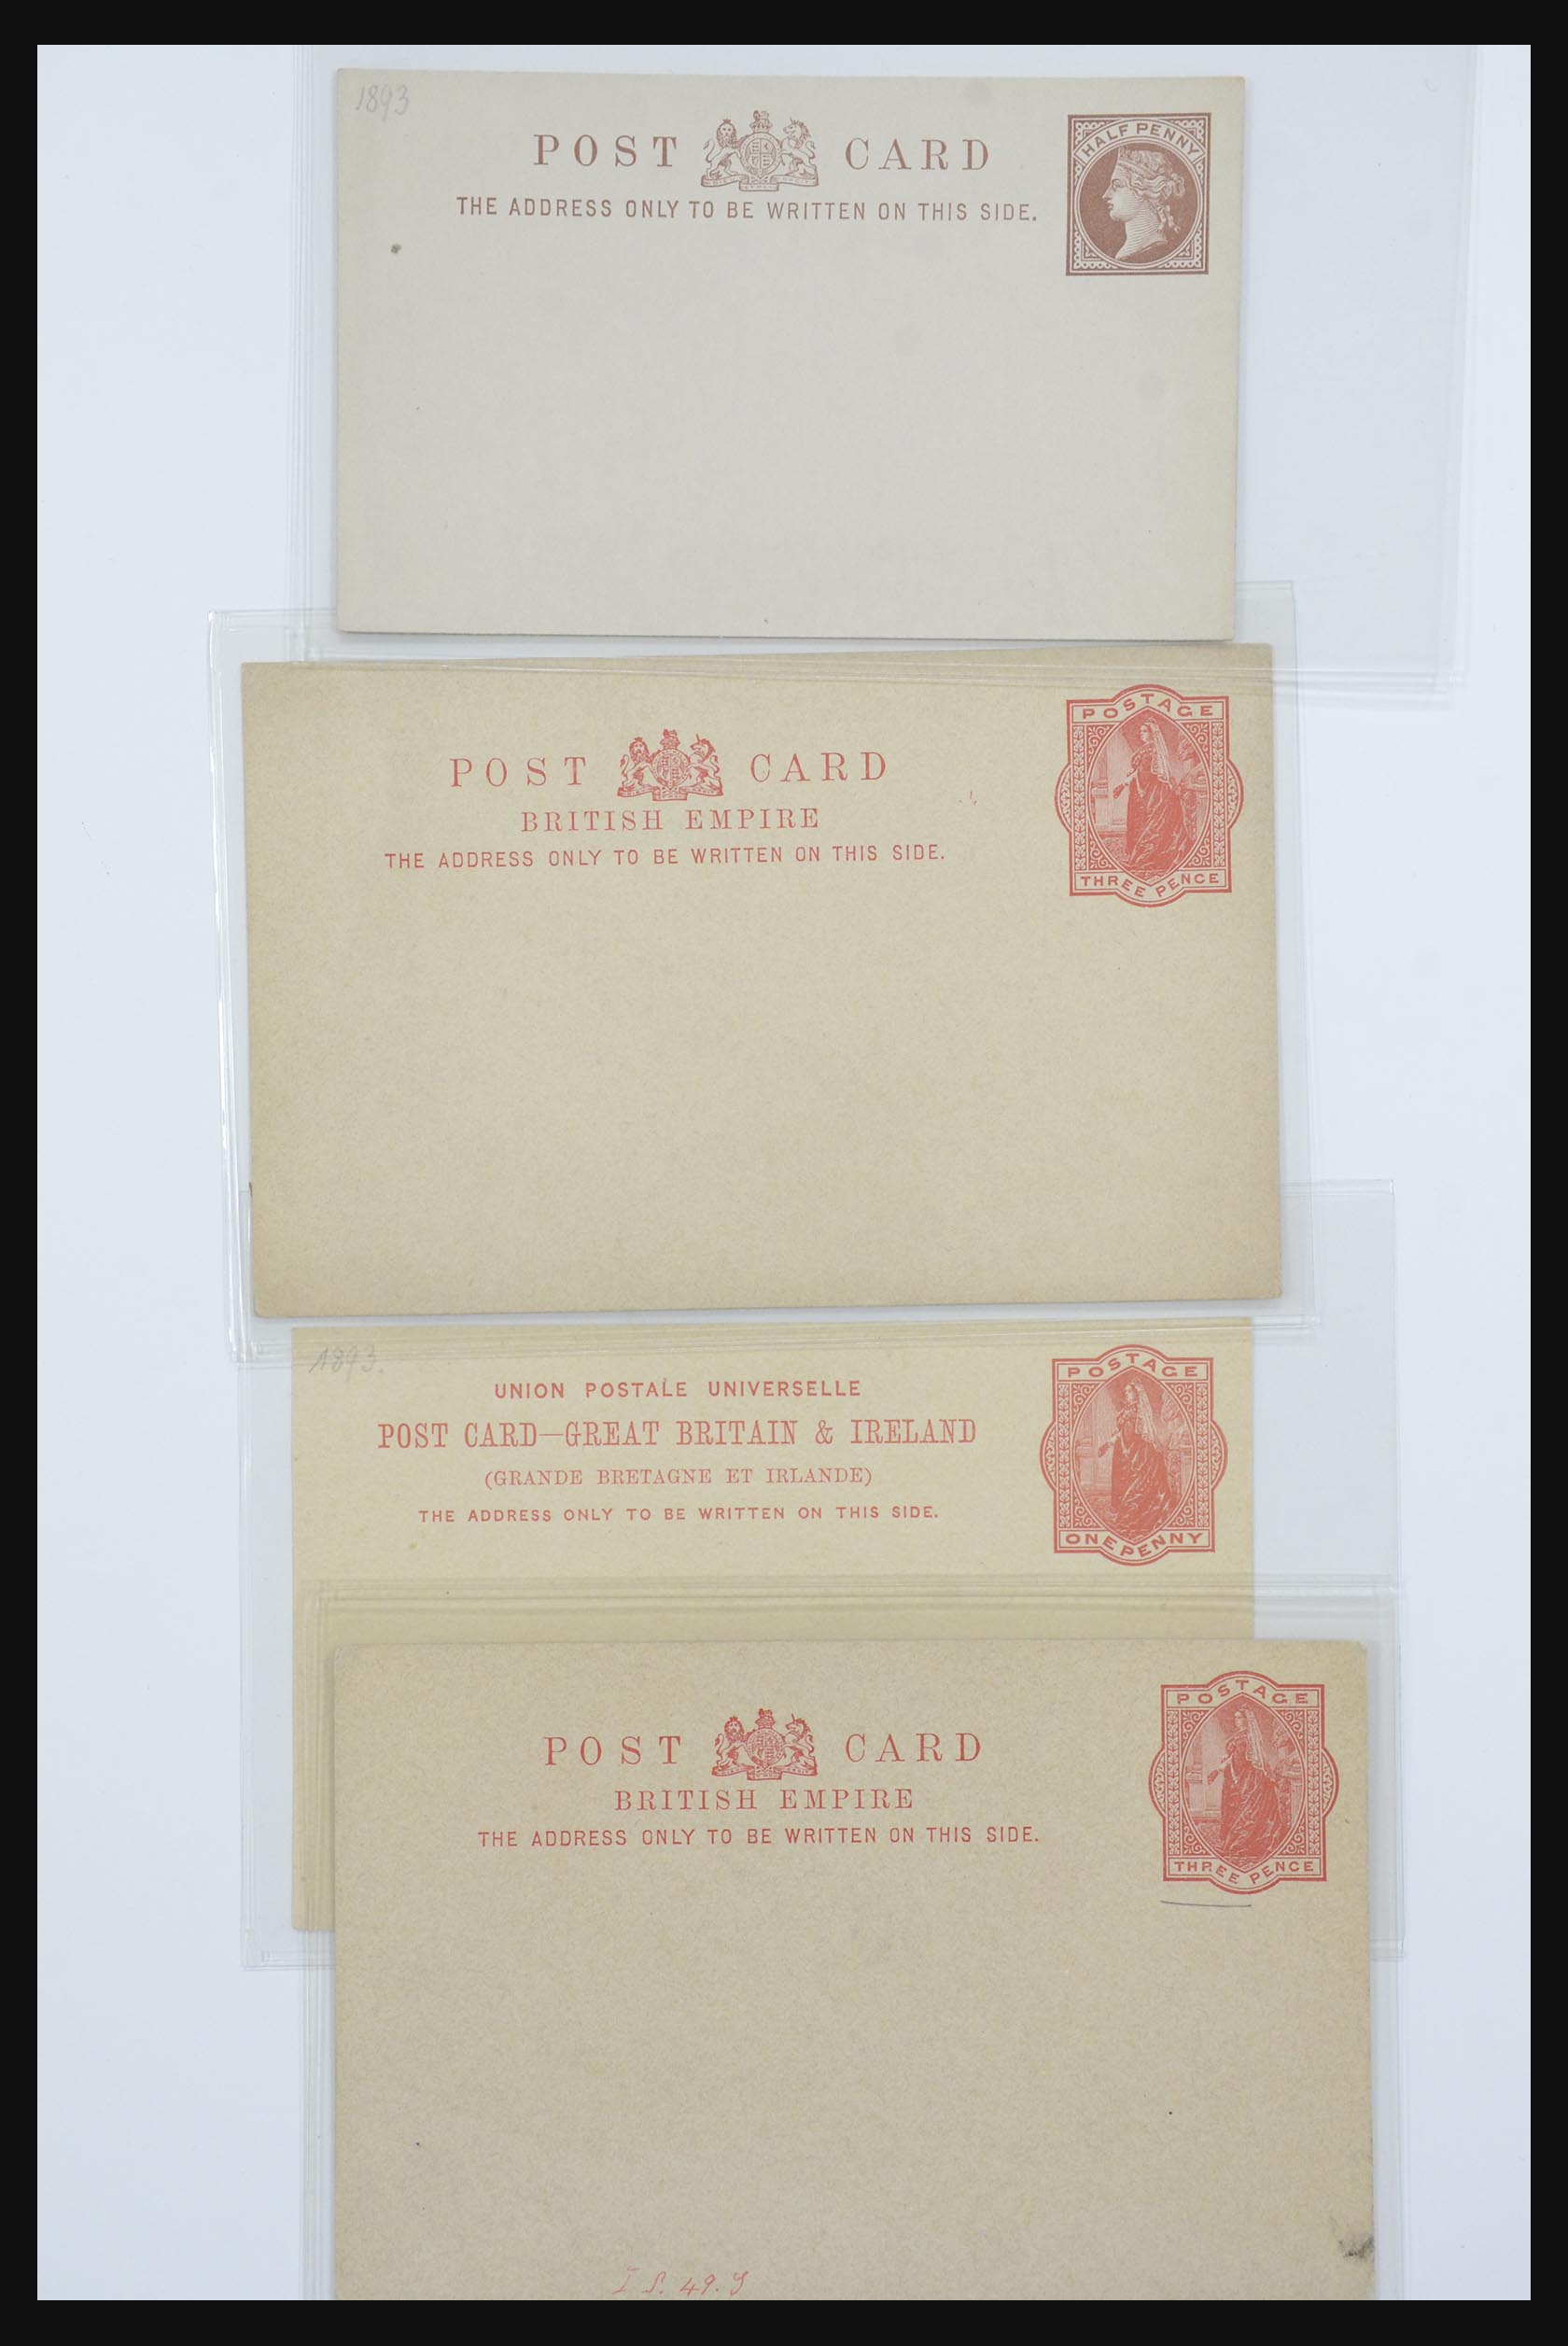 1893
POST CARD
HALF PENNY
THE ADDRESS ONLY TO BE WRITTEN ON THIS SIDE.
POSTAGE
POST CARD
BRITISH EMPIRE
THE ADDRESS ONLY TO BE WRITTEN ON THIS SIDE.
THREE PENCE
1893.
POSTAGE
UNION POSTALE UNIVERSELLE
POST CARD—GREAT BRITAIN & IRELAND
(GRANDE BRETAGNE ET IRLANDE)
THE ADDRESS ONLY TO BE WRITTEN ON THIS SIDE.
ONE PENNY
POSTAGE
POST CARD
BRITISH EMPIRE
THE ADDRESS ONLY TO BE WRITTEN ON THIS SIDE.
THREE PENCE
49.